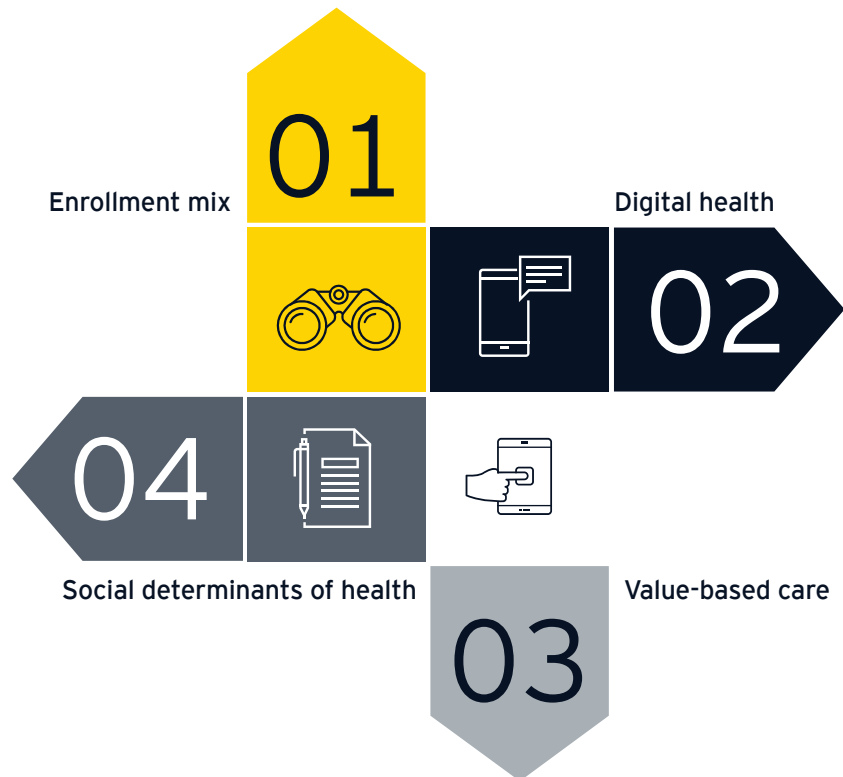 01
Enrollment mix
Digital health
02
04
Social determinants of health
Value-based care
03